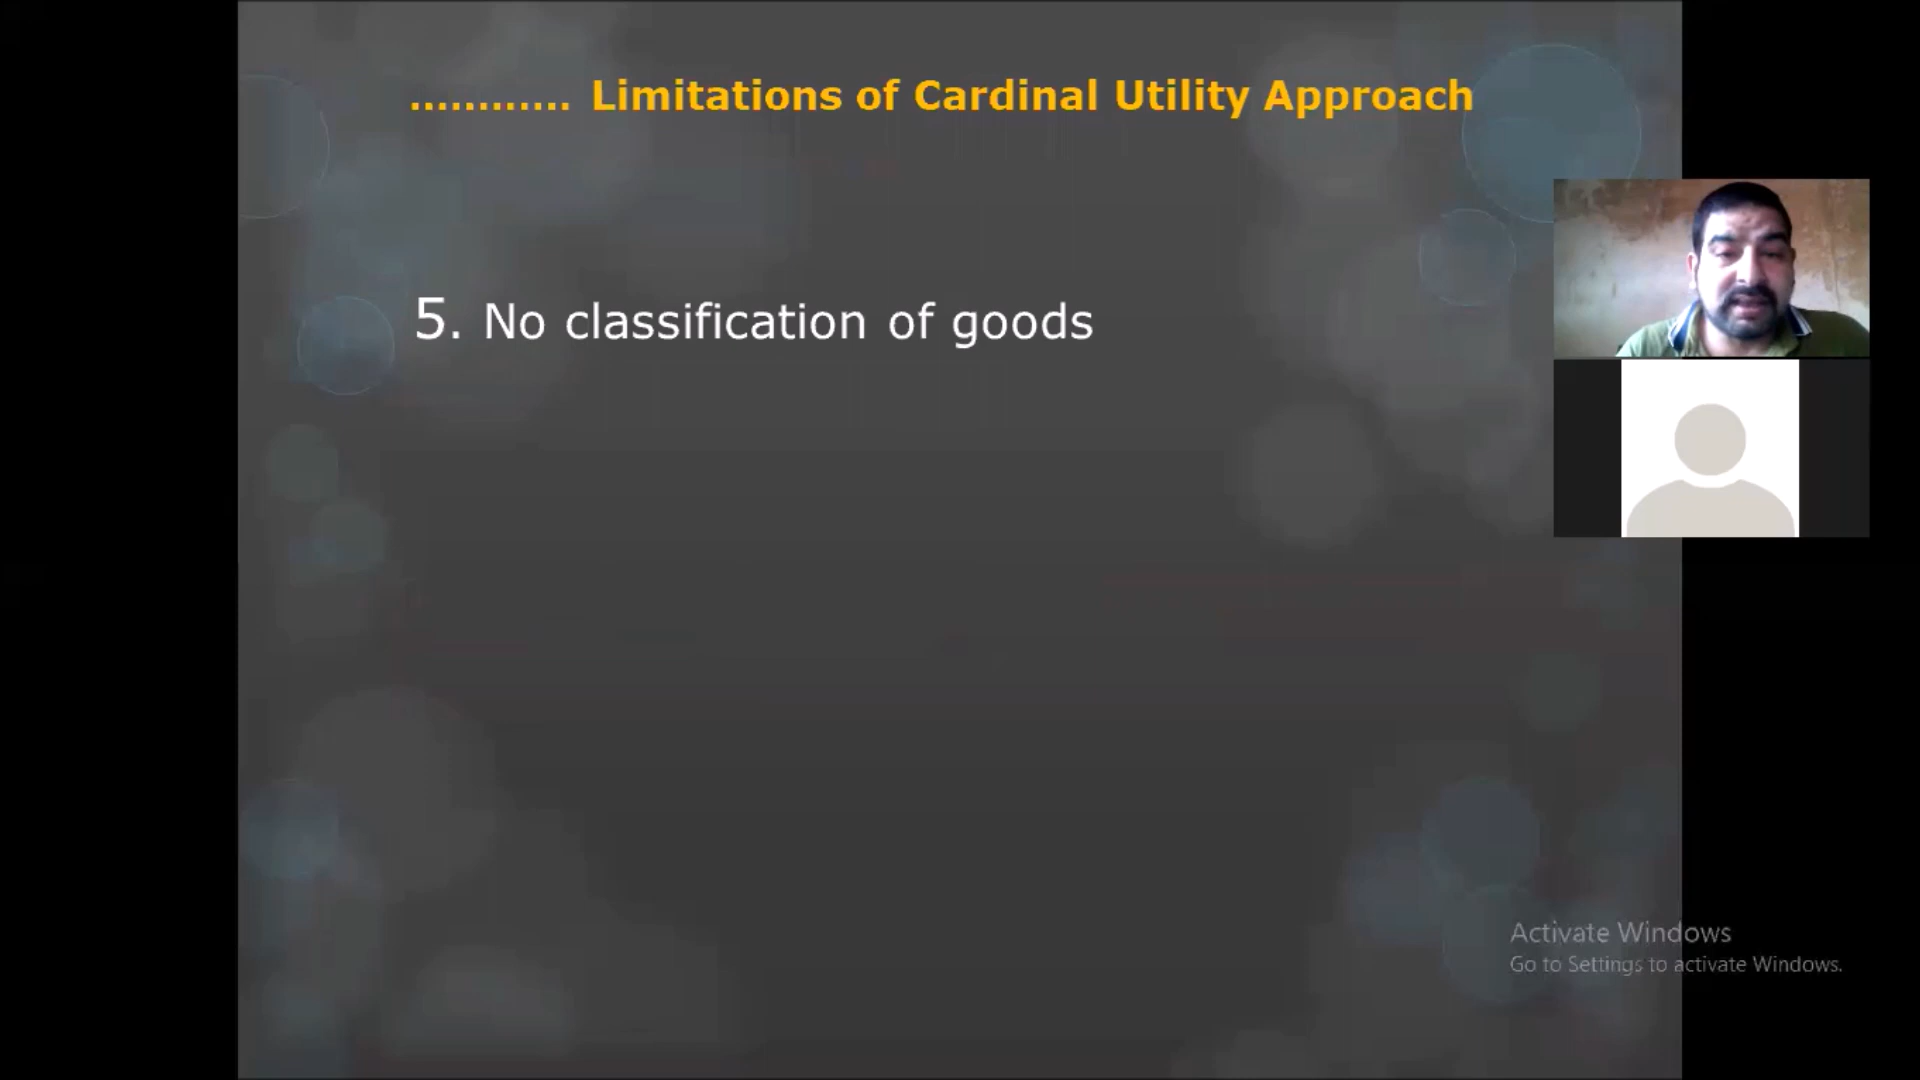 ............ Limitations of Cardinal Utility Approach
5. No classification of goods
Activate Windows
Go to Settings to activate Windows.